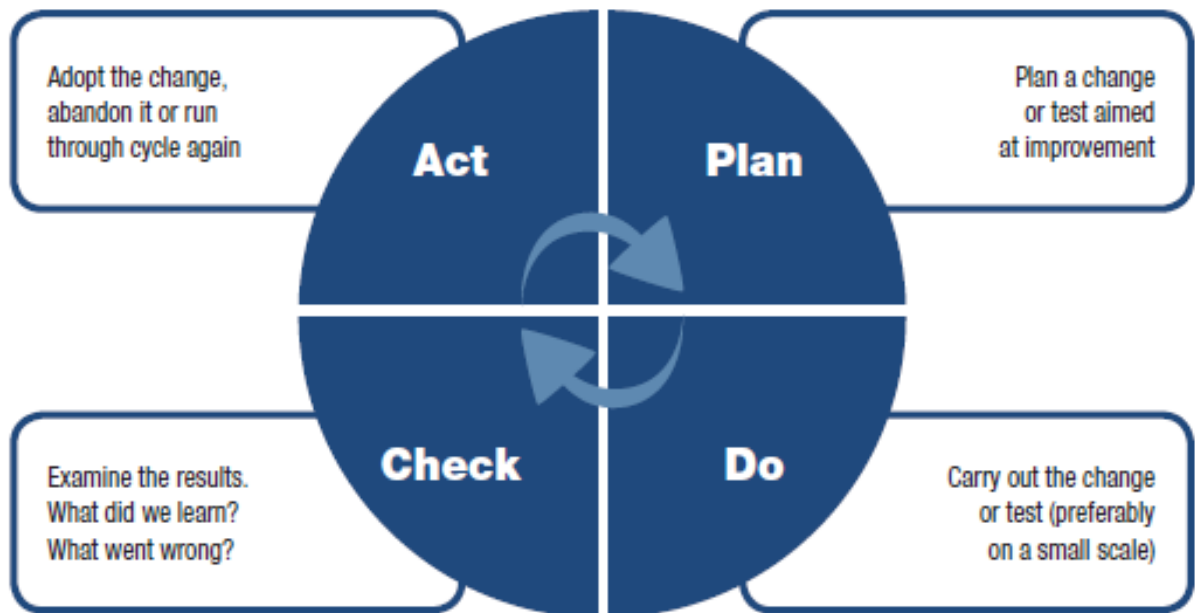 Adopt the change,
abandon it or run
through cycle again
Act
Plan
Plan a change
or test aimed
at improvement
Examine the results.
What did we learn?
What went wrong?
Check
Do
Carry out the change
or test (preferably
on a small scale)